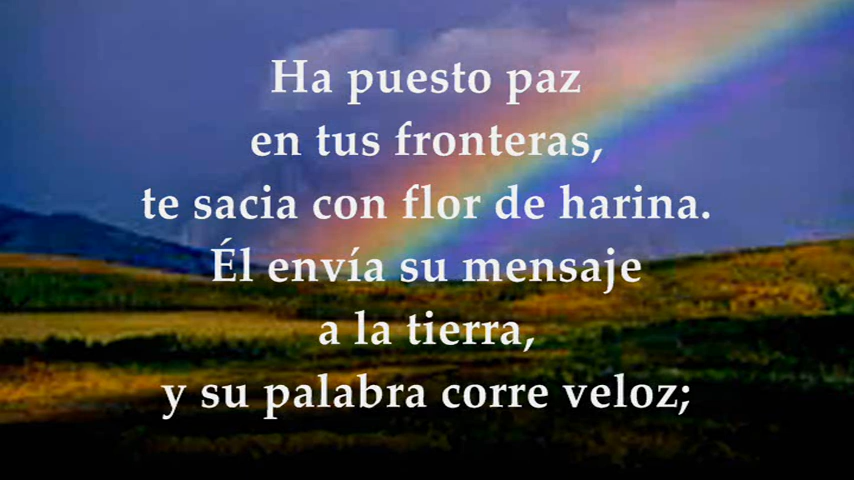 Ha puesto paz
en tus fronteras,
te sacia con flor de harina.
Él envía su mensaje
a la tierra,
y su palabra corre veloz;